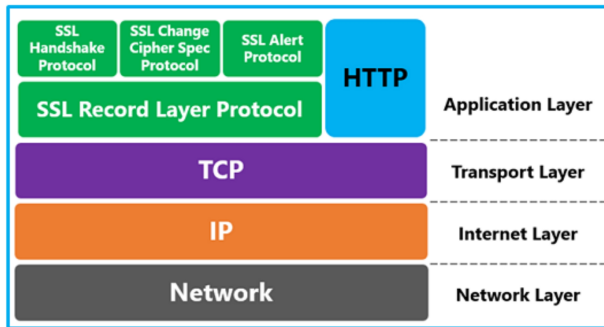 SSL
Handshake
Protocol
SSL Change
Cipher Spec
Protocol
SSL Alert
Protocol
HTTP
SSL Record Layer Protocol
Application Layer
TCP
Transport Layer
IP
Internet Layer
Network
Network Layer